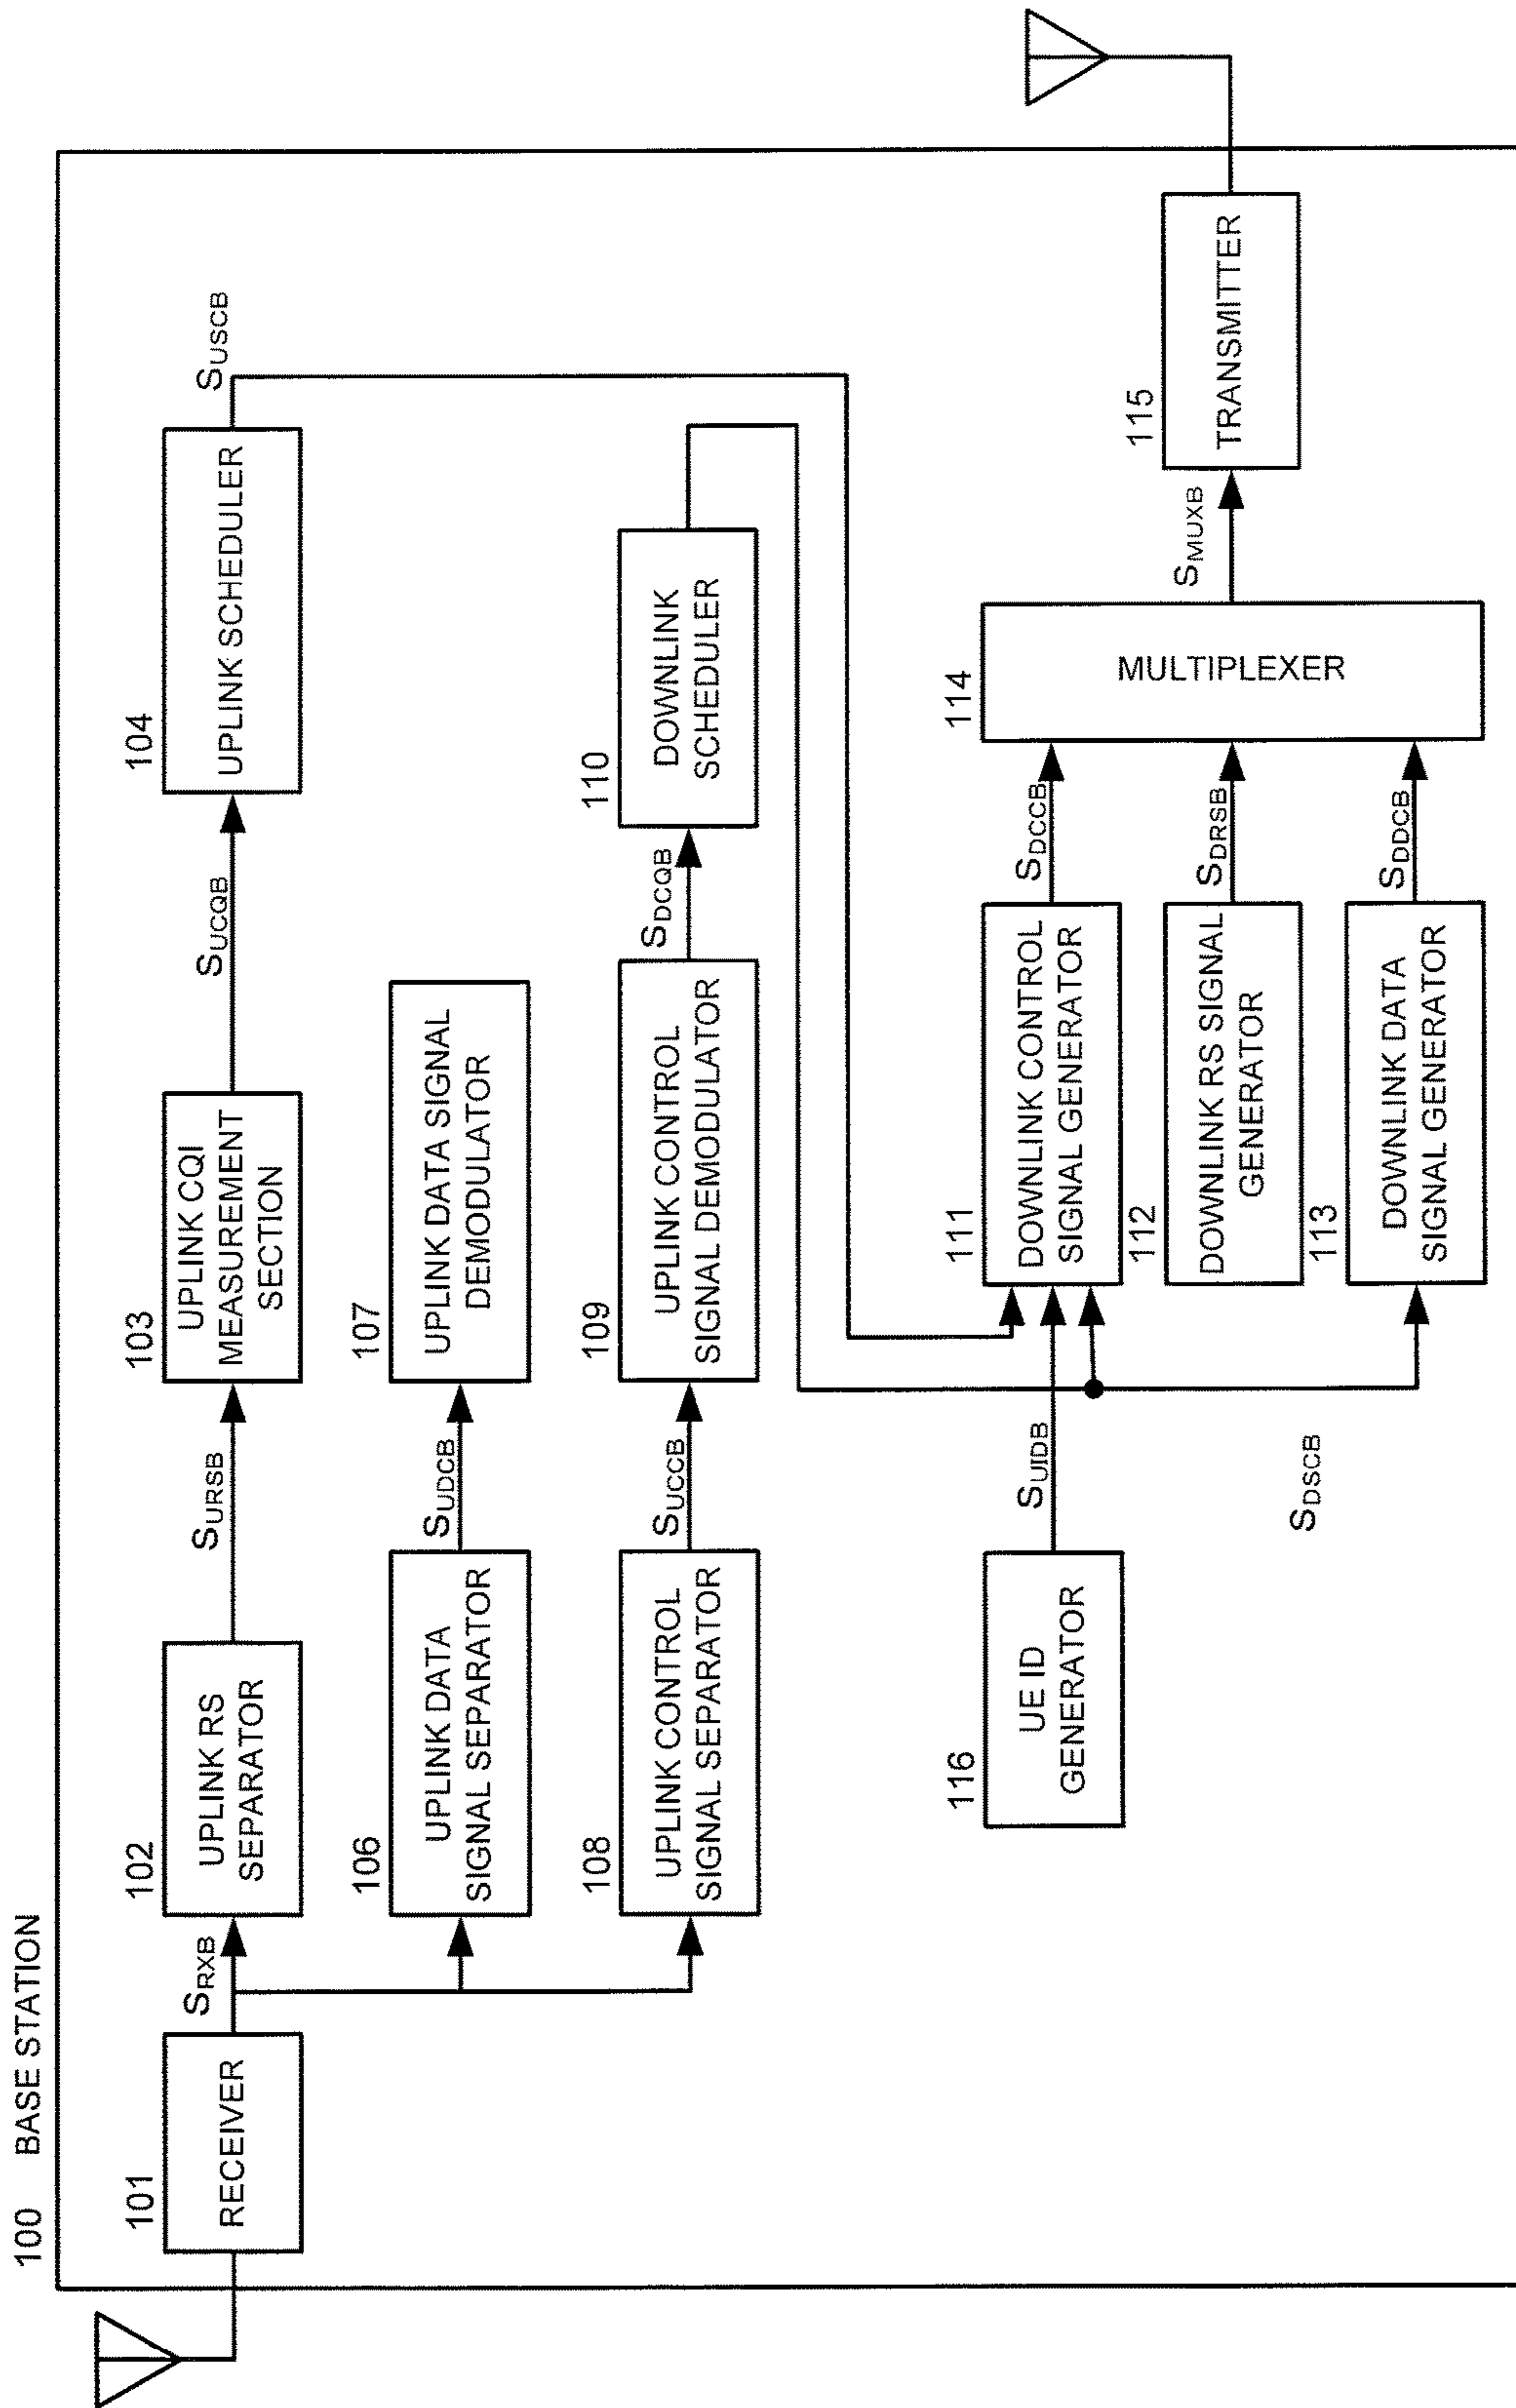 100 BASE STATION
101
RECEIVER
SRXB
102
UPLINK RS
SEPARATOR
SURSB
103
UPLINK CQI
MEASUREMENT
SECTION
SUCQB
104
UPLINK SCHEDULER
SUSCB
106
UPLINK DATA
SIGNAL SEPARATOR
SUDCB
107
UPLINK DATA SIGNAL
DEMODULATOR
108
UPLINK CONTROL
SIGNAL SEPARATOR
SUCCB
109
UPLINK CONTROL
SIGNAL DEMODULATOR
SDCQB
110
DOWNLINK
SCHEDULER
116
UE ID
GENERATOR
SUIDB
SDSCB
111
DOWNLINK CONTROL
SIGNAL GENERATOR
SDCCB
112
DOWNLINK RS SIGNAL
GENERATOR
SDRSB
113
DOWNLINK DATA
SIGNAL GENERATOR
SDDCB
114
MULTIPLEXER
SMUXB
115
TRANSMITTER